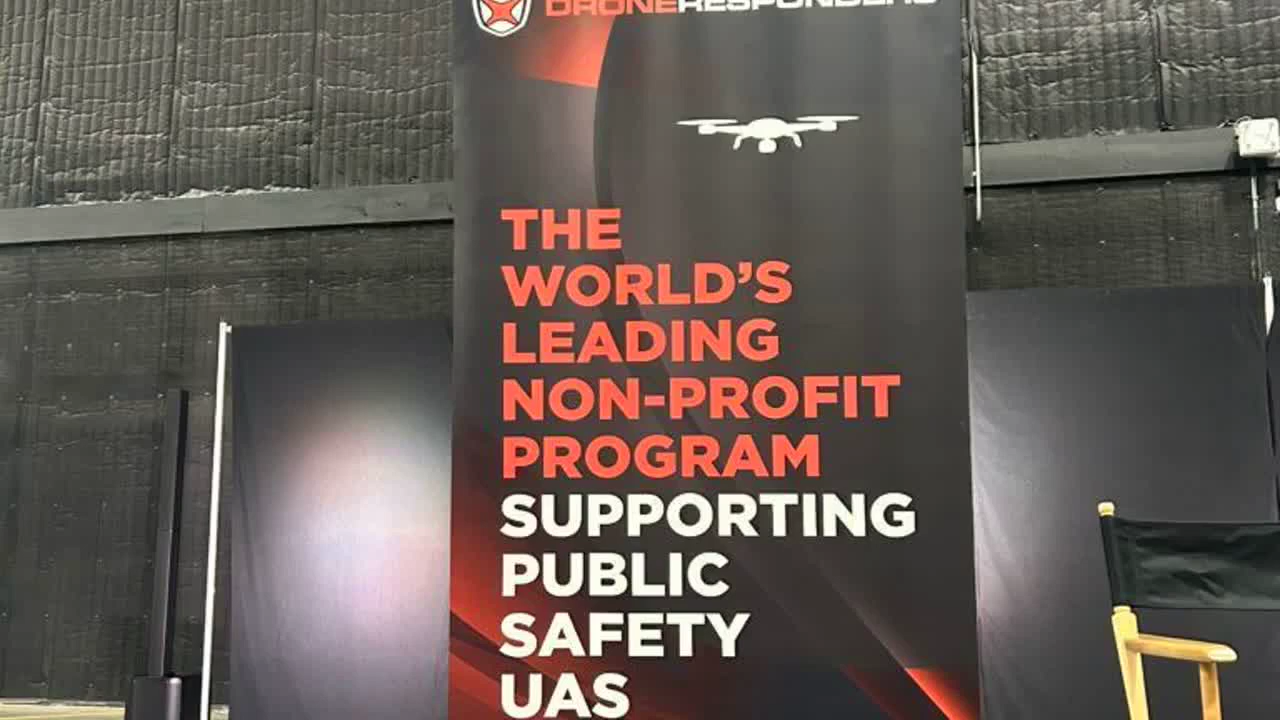 DRONERESPONDERS
THE
WORLD'S
LEADING
NON-PROFIT
PROGRAM
SUPPORTING
PUBLIC
SAFETY
UAS